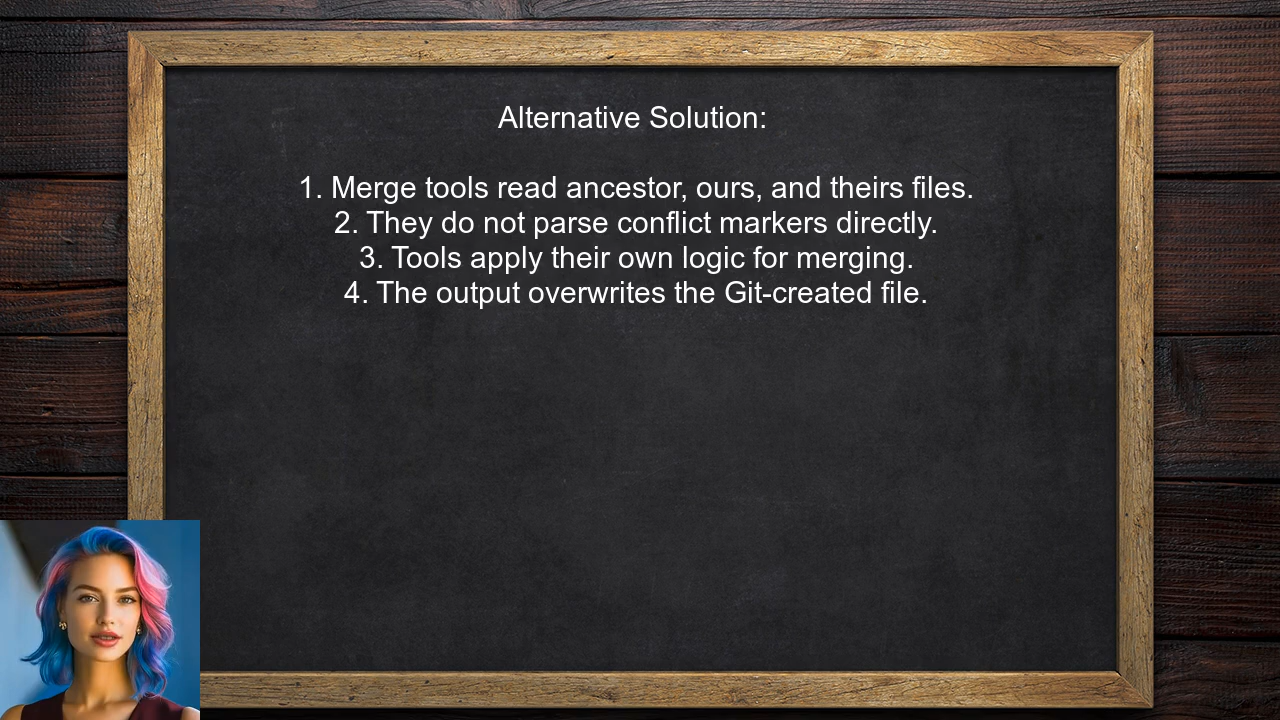 Alternative Solution:
1. Merge tools read ancestor, ours, and theirs files.
2. They do not parse conflict markers directly.
3. Tools apply their own logic for merging.
4. The output overwrites the Git-created file.